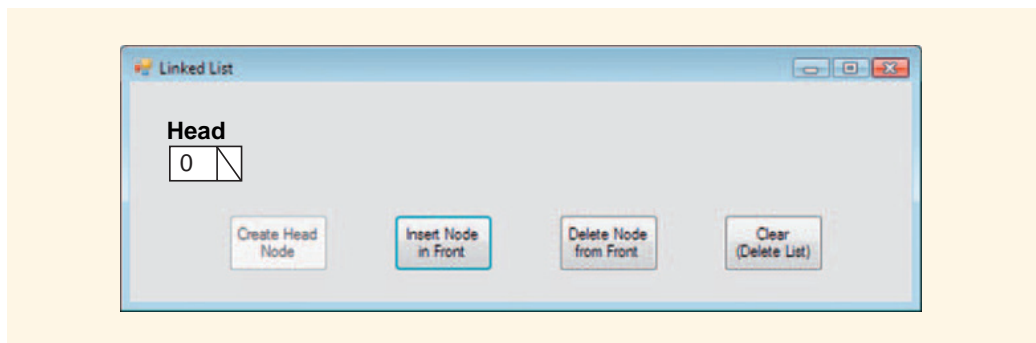 Linked List
Head
0
Create Head
Node
Insert Node
in Front
Delete Node
from Front
Clear
(Delete List)